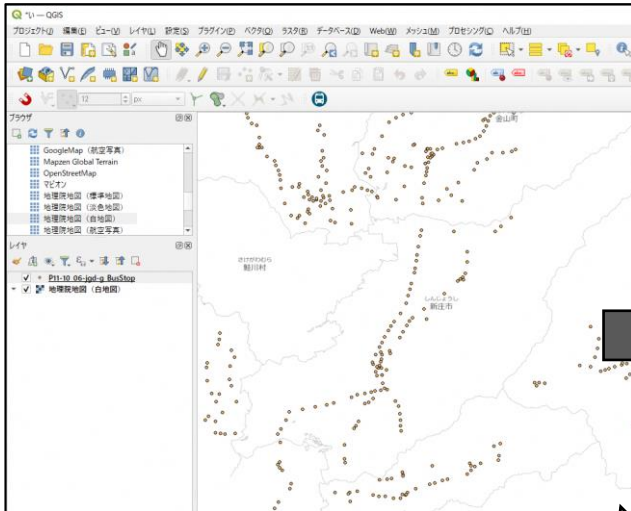 *い — QGIS
プロジェクト(J) 編集(E) ビュー(V) レイヤ(L) 設定(S) プラグイン(P) ベクタ(O) ラスタ(R) データベース(D) Web(W) メッシュ(M) プロセシング(C) ヘルプ(H)
12 px
ブラウザ
GoogleMap (航空写真)
Mapzen Global Terrain
OpenStreetMap
マピオン
地理院地図 (標準地図)
地理院地図 (淡色地図)
地理院地図 (白地図)
地理院地図 (航空写真)
レイヤ
P11-10_06-jgd-g_BusStop
地理院地図 (白地図)
金山町
さけがわむら
鮭川村
しんじょうし
新庄市